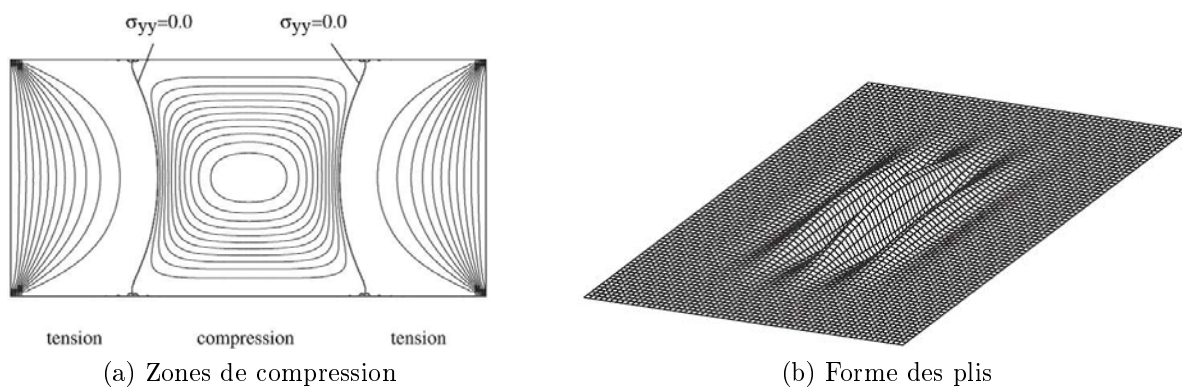 σyy=0.0 σyy=0.0
tension compression tension
(a) Zones de compression
(b) Forme des plis